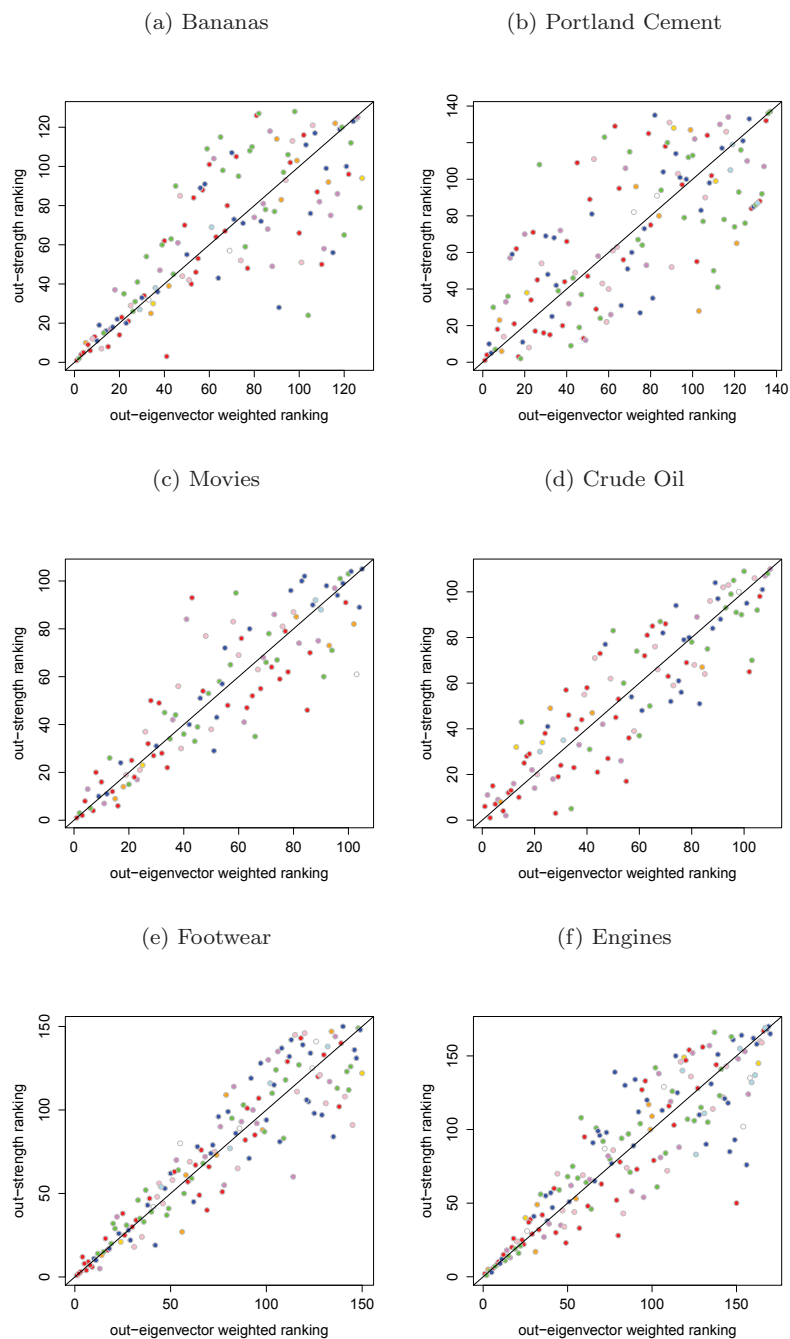 (a) Bananas
(b) Portland Cement
out-strength ranking
0 20 40 60 80 100 120
0 20 40 60 80 100 120
out−eigenvector weighted ranking
out−strength ranking
0 20 40 60 80 100 120 140
0 20 40 60 80 100 120 140
out−eigenvector weighted ranking
(c) Movies
(d) Crude Oil
out−strength ranking
0 20 40 60 80 100
0 20 40 60 80 100
out−eigenvector weighted ranking
out−strength ranking
0 20 40 60 80 100
0 20 40 60 80 100
out−eigenvector weighted ranking
(e) Footwear
(f) Engines
out−strength ranking
0 50 100 150
0 50 100 150
out−eigenvector weighted ranking
out−strength ranking
0 50 100 150
0 50 100 150
out−eigenvector weighted ranking